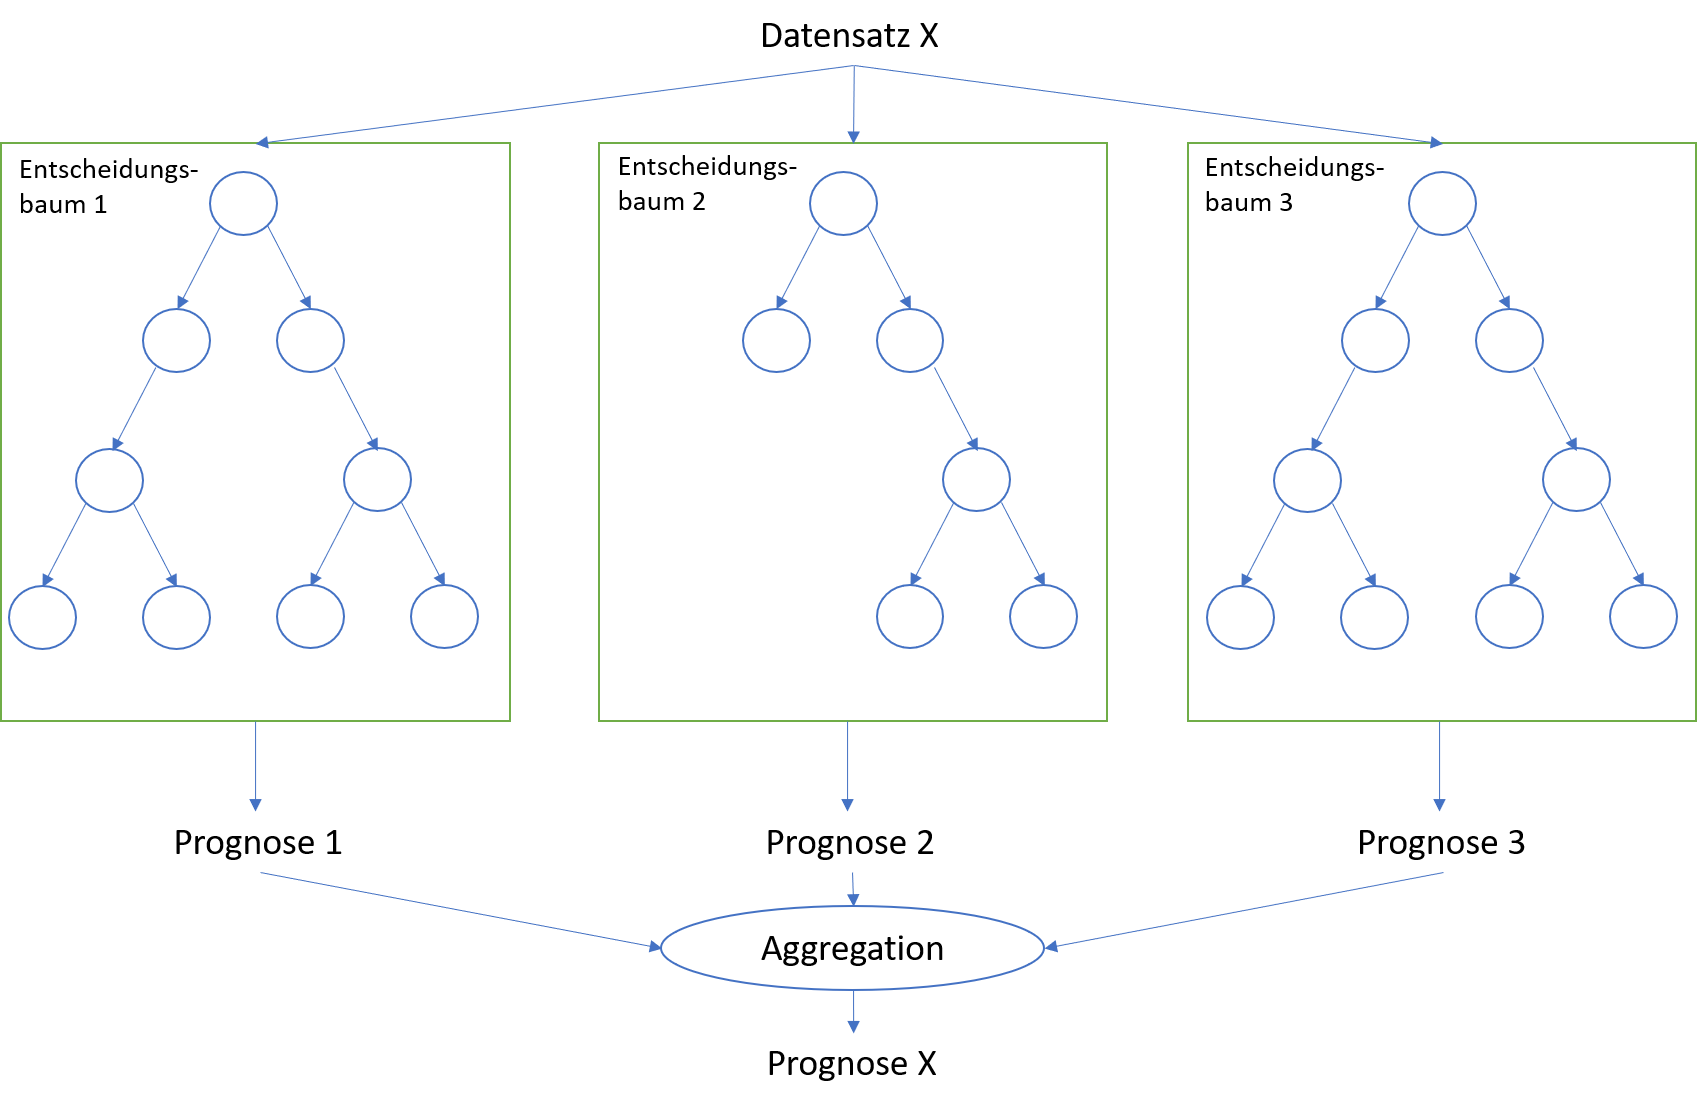 Datensatz X
Entscheidungs-
baum 1
Entscheidungs-
baum 2
Entscheidungs-
baum 3
Prognose 1
Prognose 2
Prognose 3
Aggregation
Prognose X